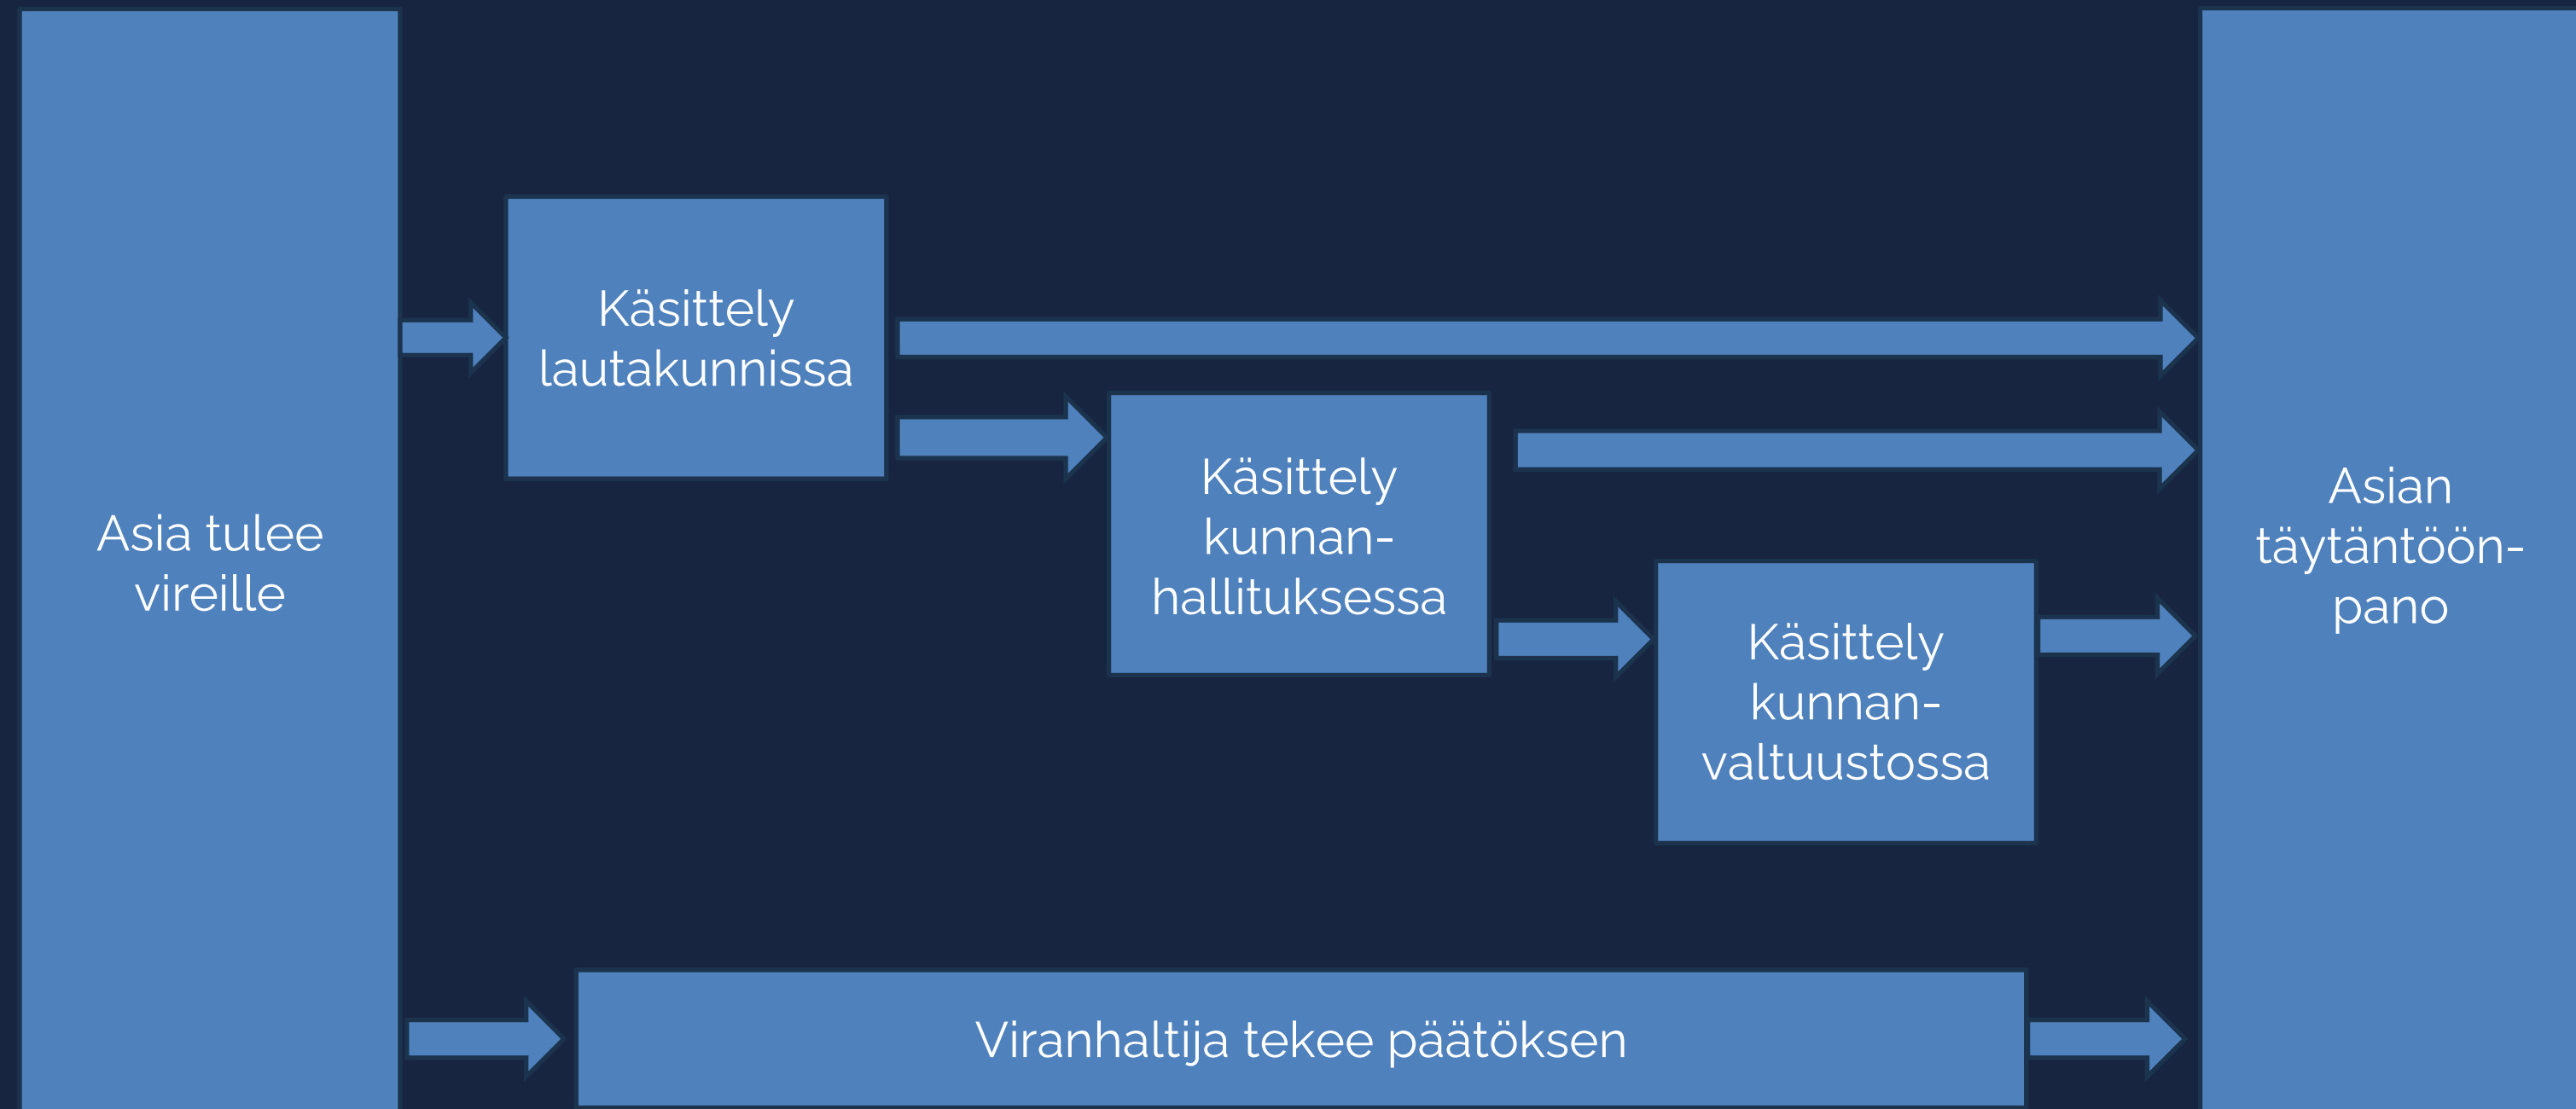 Asia tulee
vireille
Käsittely
lautakunnissa
Käsittely
kunnan-
hallituksessa
Käsittely
kunnan-
valtuustossa
Viranhaltija tekee päätöksen
Asian
täytäntöön-
pano